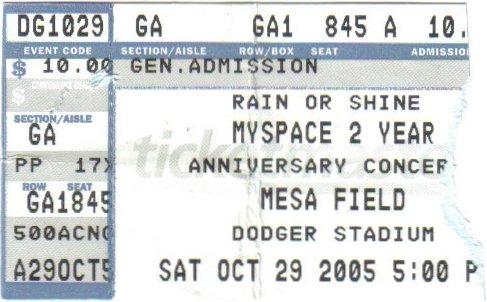 DG1029 GA GA1 845 A 10.
EVENT CODE SECTION/AISLE ROW/BOX SEAT ADMISSION
$ 10.00 GEN.ADMISSION
$ RAIN OR SHINE
SECTION/AISLE MYSPACE 2 YEAR
GA
PP 17X ANNIVERSARY CONCER
ROW SEAT
GA1845 MESA FIELD
500ACNC DODGER STADIUM
A29OCT5 SAT OCT 29 2005 5:00 P